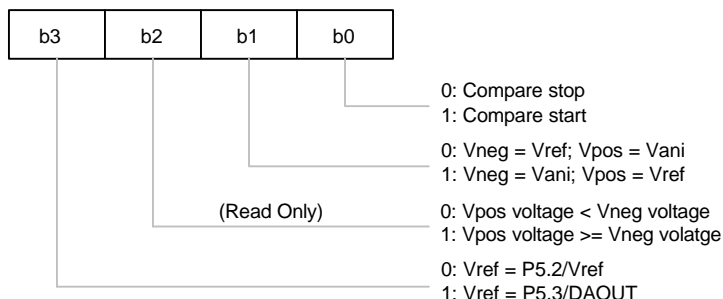 b3 b2 b1 b0
0: Compare stop
1: Compare start
0: Vneg = Vref; Vpos = Vani
1: Vneg = Vani; Vpos = Vref
(Read Only)
0: Vpos voltage < Vneg voltage
1: Vpos voltage >= Vneg volatge
0: Vref = P5.2/Vref
1: Vref = P5.3/DAOUT